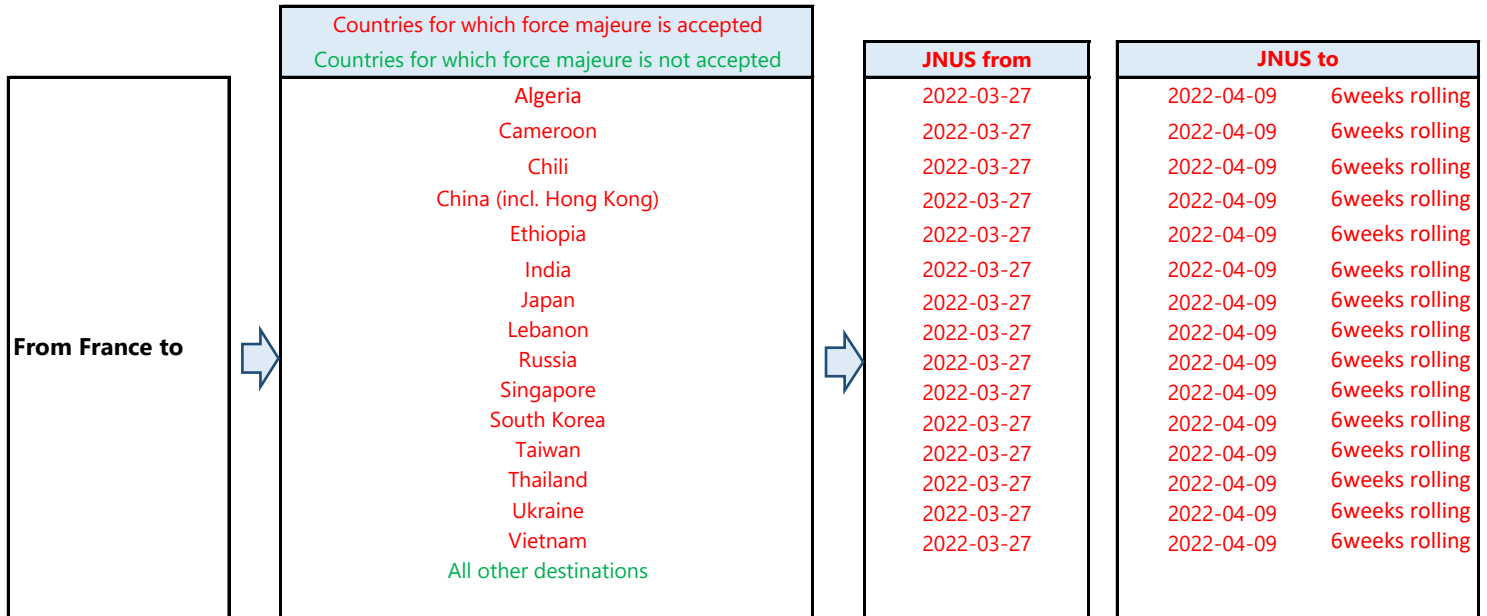 Countries for which force majeure is accepted
Countries for which force majeure is not accepted
JNUS from
JNUS to
From France to
Algeria 2022-03-27 2022-04-09 6weeks rolling
Cameroon 2022-03-27 2022-04-09 6weeks rolling
Chili 2022-03-27 2022-04-09 6weeks rolling
China (incl. Hong Kong) 2022-03-27 2022-04-09 6weeks rolling
Ethiopia 2022-03-27 2022-04-09 6weeks rolling
India 2022-03-27 2022-04-09 6weeks rolling
Japan 2022-03-27 2022-04-09 6weeks rolling
Lebanon 2022-03-27 2022-04-09 6weeks rolling
Russia 2022-03-27 2022-04-09 6weeks rolling
Singapore 2022-03-27 2022-04-09 6weeks rolling
South Korea 2022-03-27 2022-04-09 6weeks rolling
Taiwan 2022-03-27 2022-04-09 6weeks rolling
Thailand 2022-03-27 2022-04-09 6weeks rolling
Ukraine 2022-03-27 2022-04-09 6weeks rolling
Vietnam 2022-03-27 2022-04-09 6weeks rolling
All other destinations